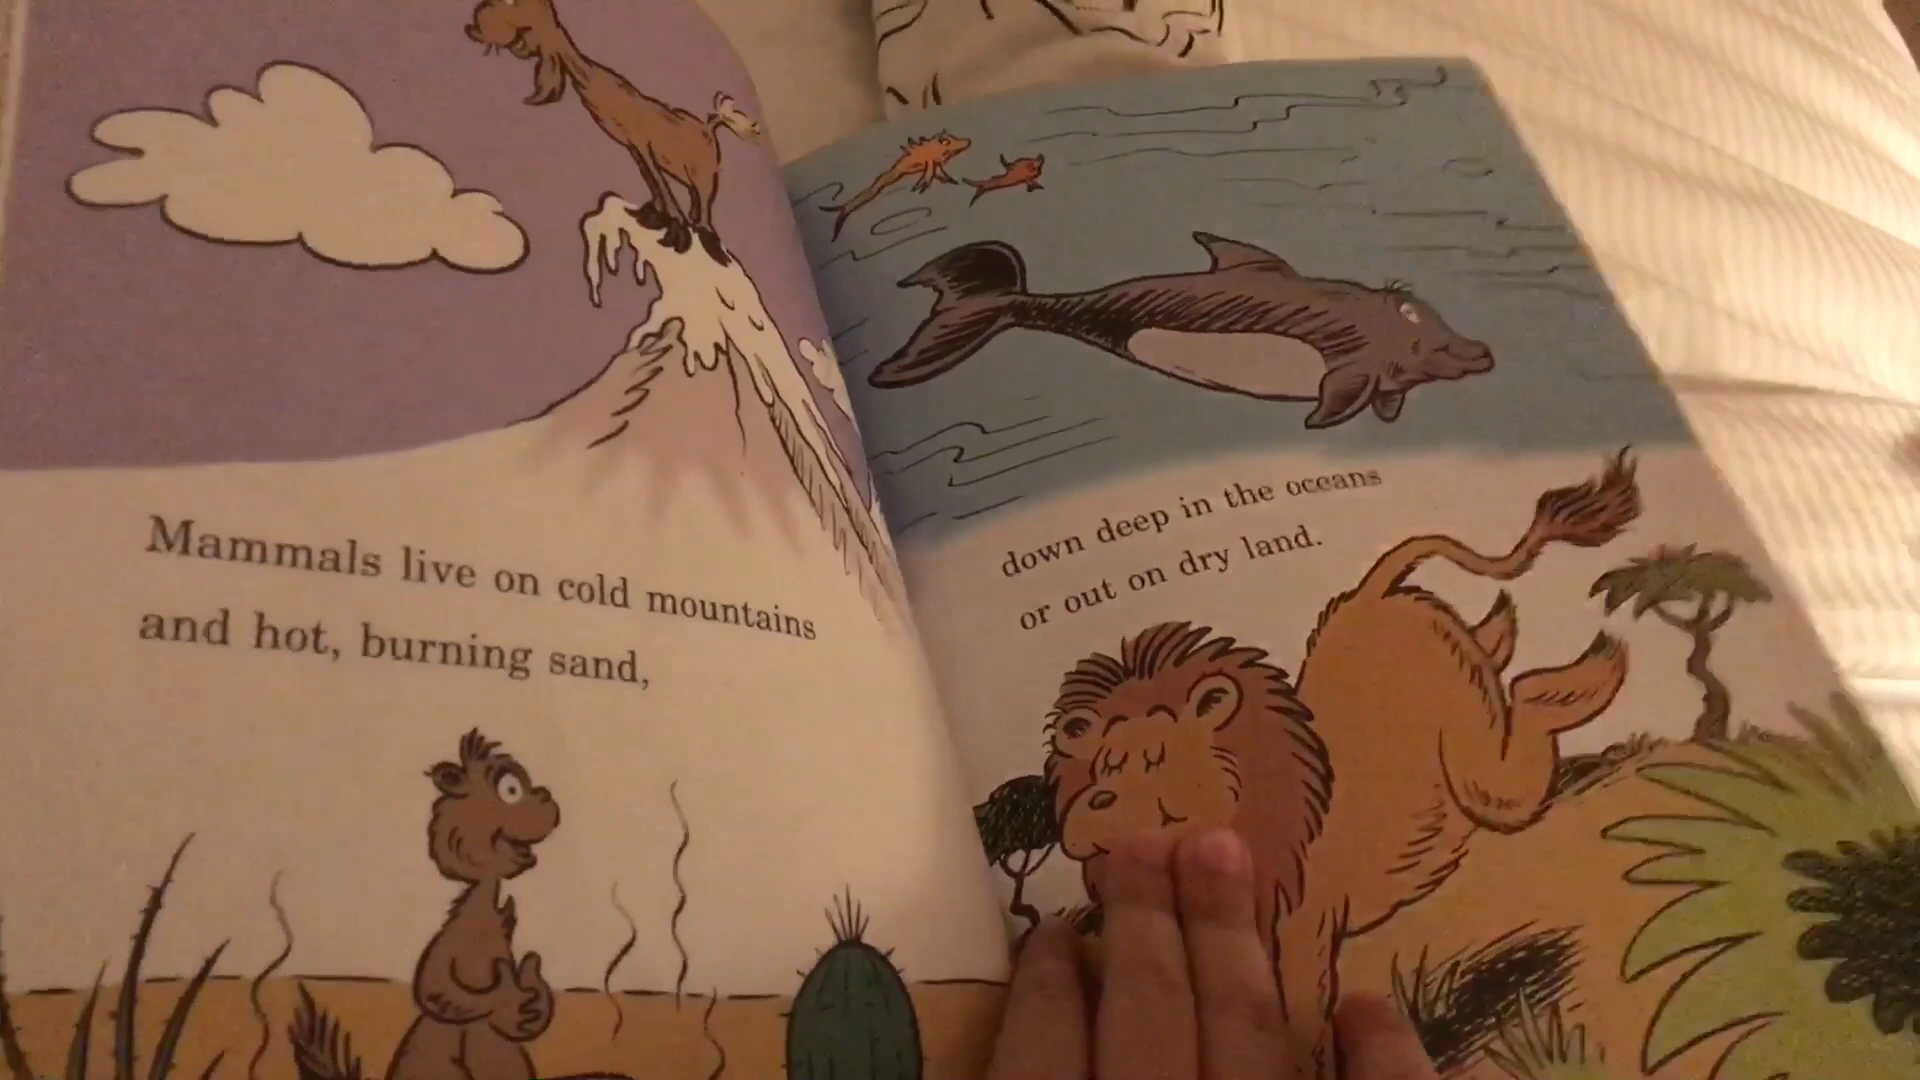 Mammals live on cold mountains
and hot, burning sand,
down deep in the oceans
or out on dry land.